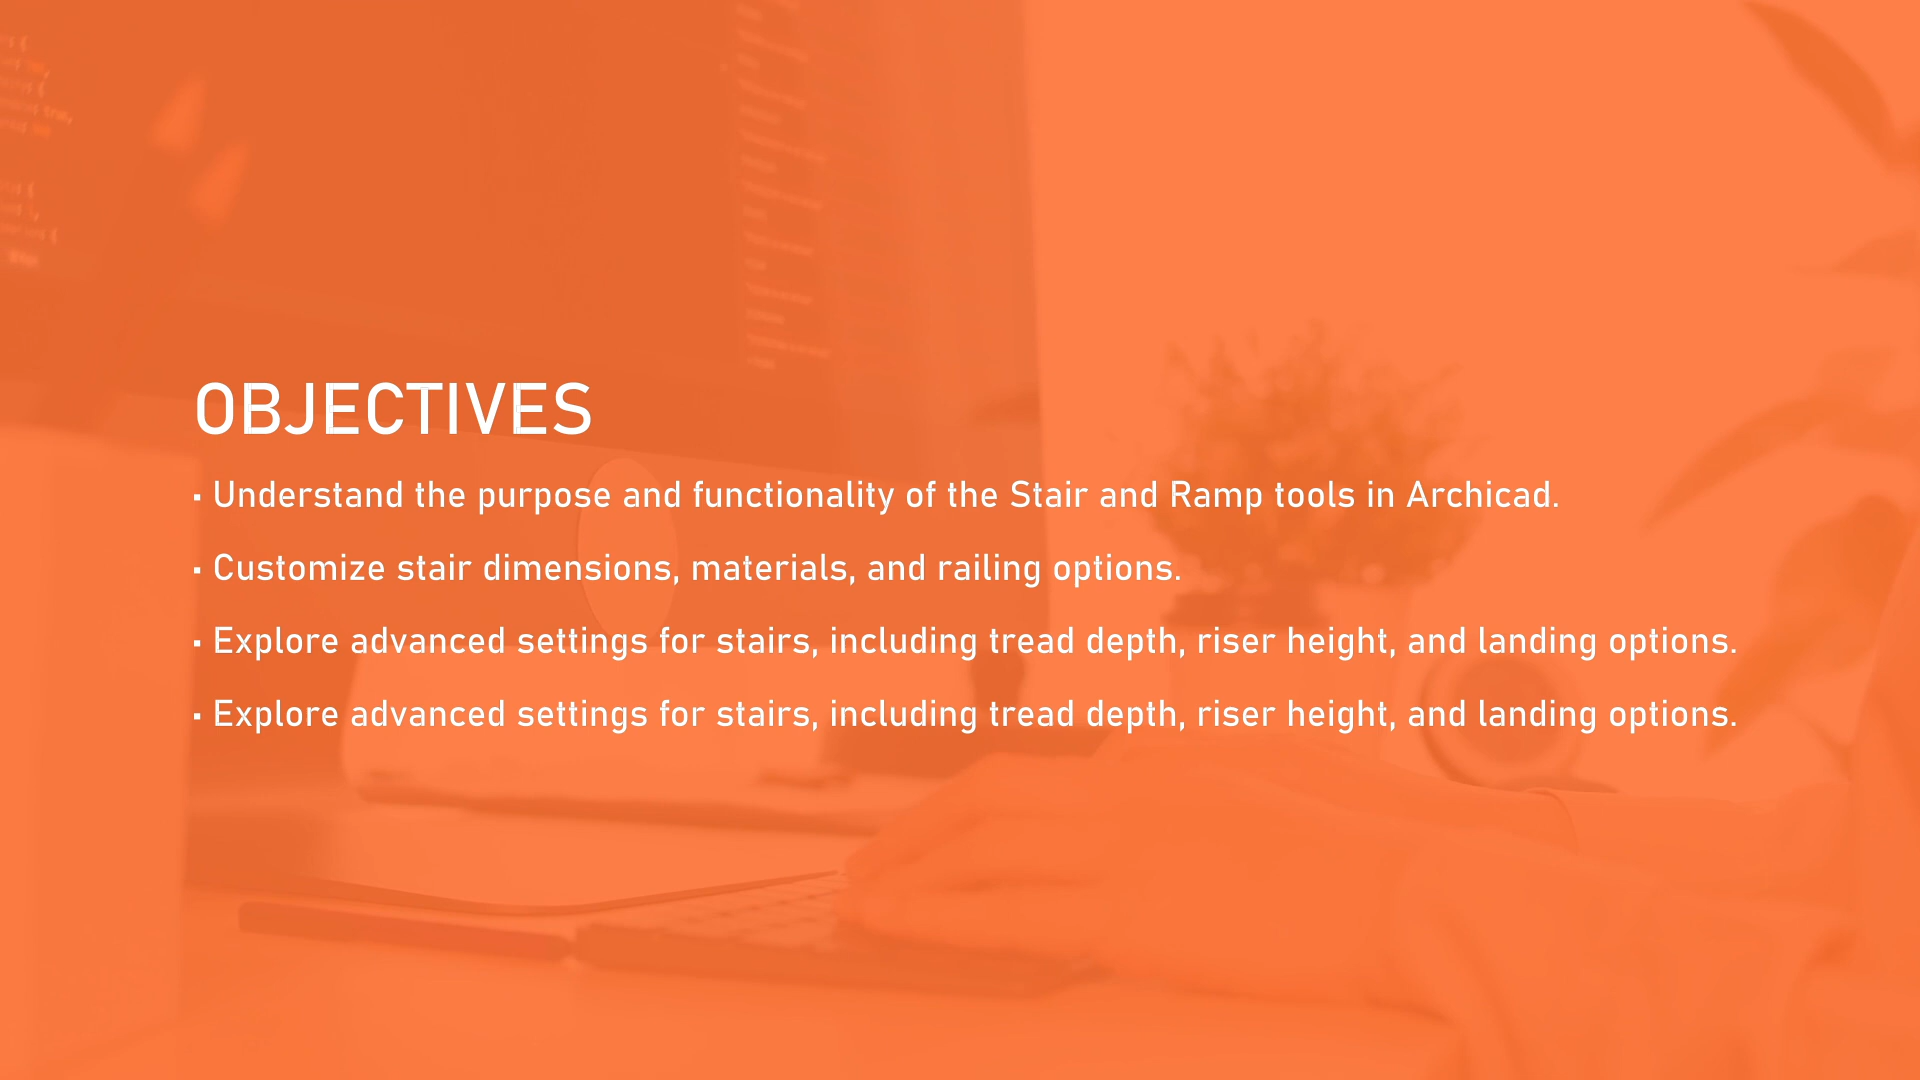 OBJECTIVES
▪ Understand the purpose and functionality of the Stair and Ramp tools in Archicad.
▪ Customize stair dimensions, materials, and railing options.
▪ Explore advanced settings for stairs, including tread depth, riser height, and landing options.
▪ Explore advanced settings for stairs, including tread depth, riser height, and landing options.